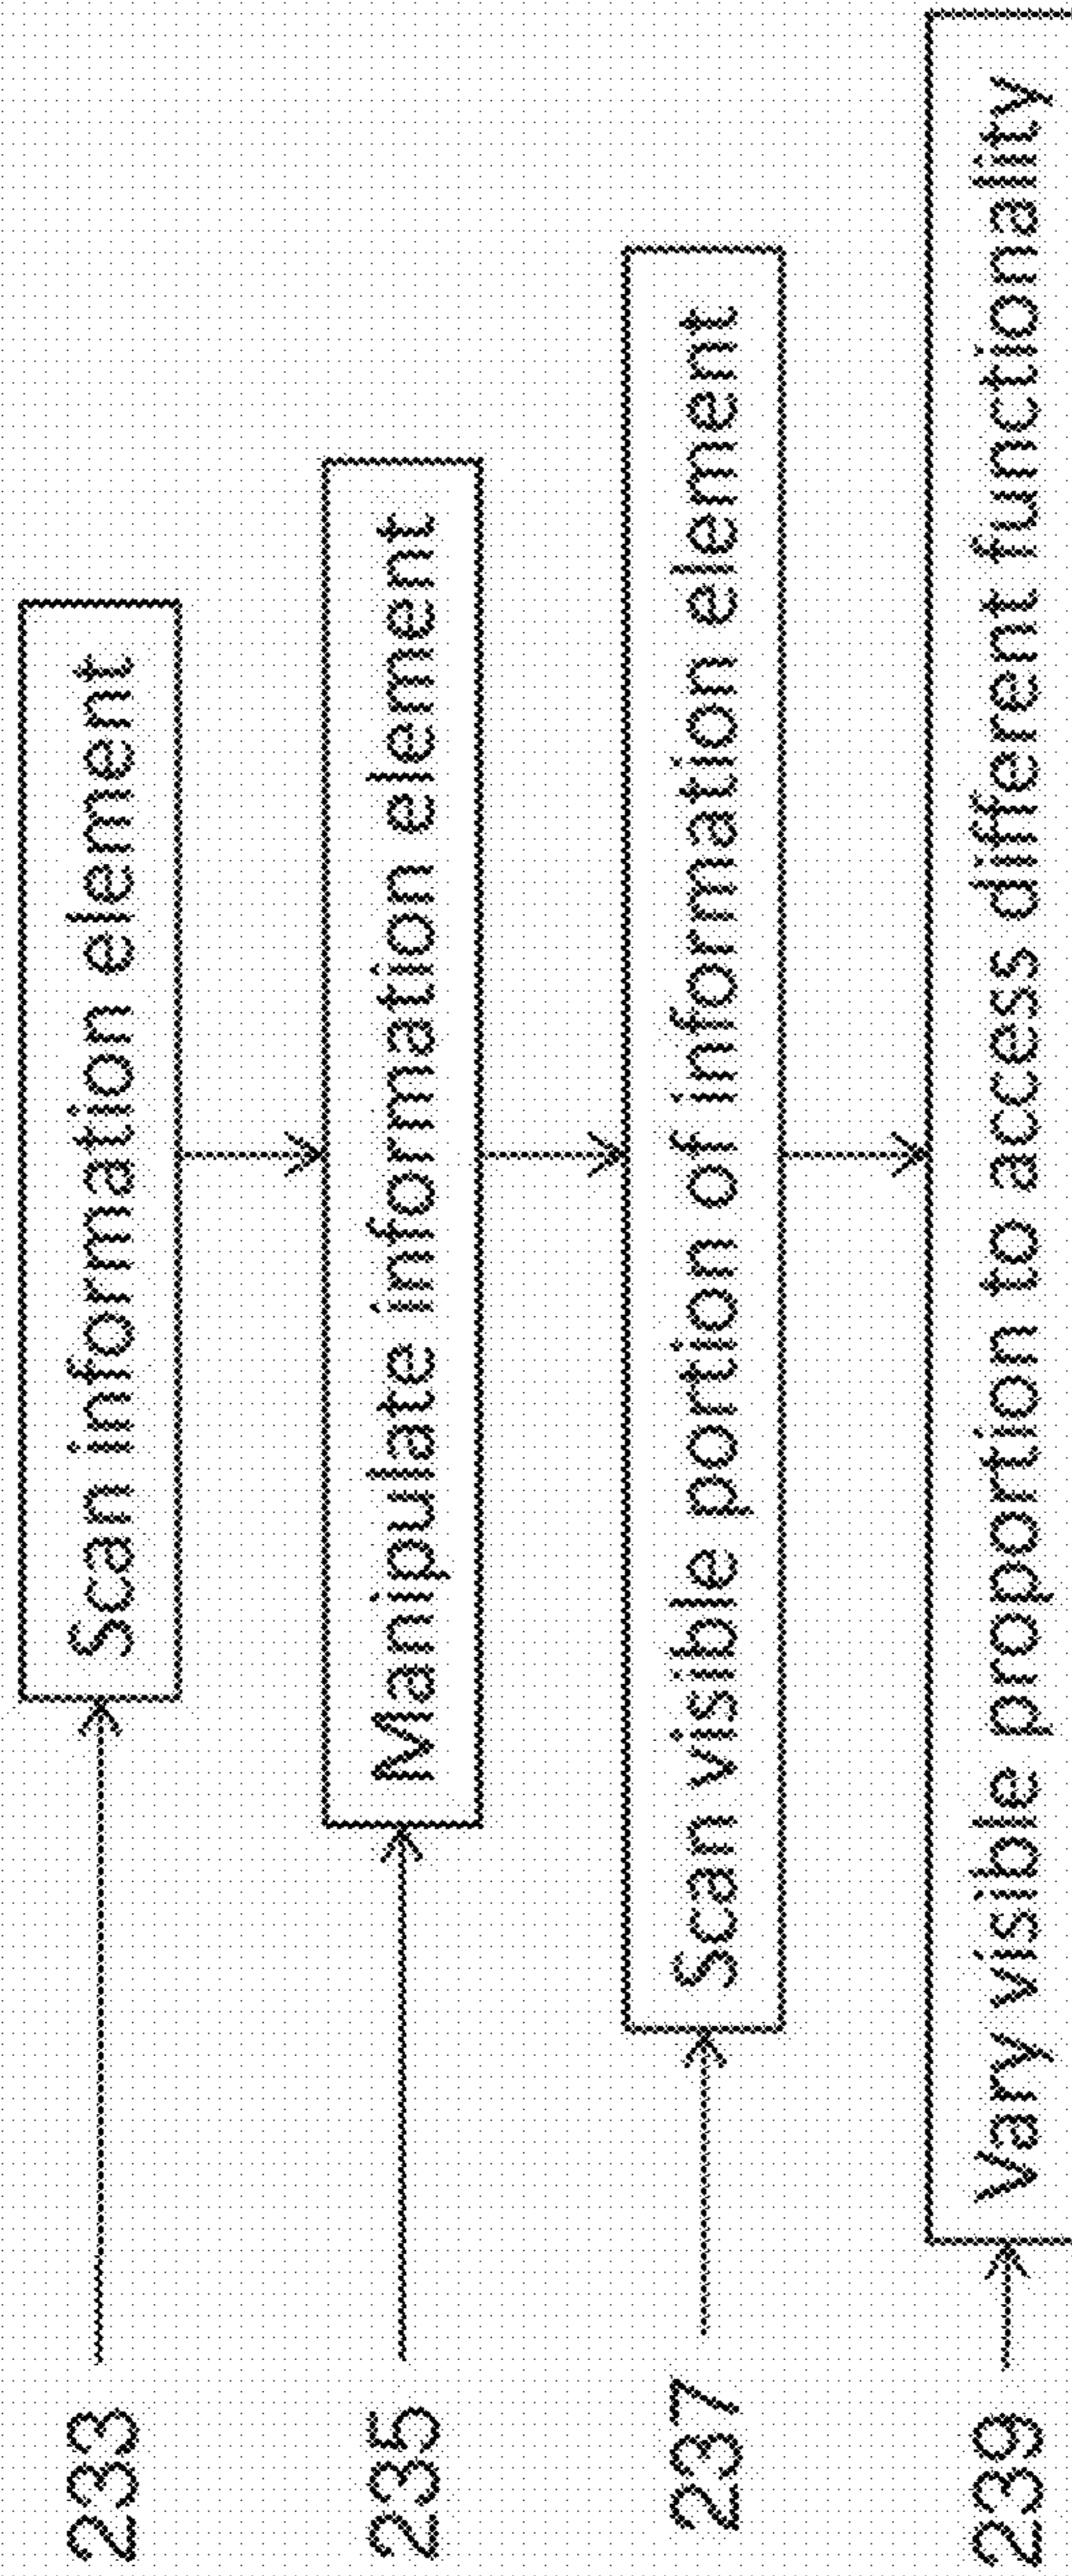 233 Scan information element
235 Manipulate information element
237 Scan visible portion of information element
239 Vary visible proportion to access different functionality